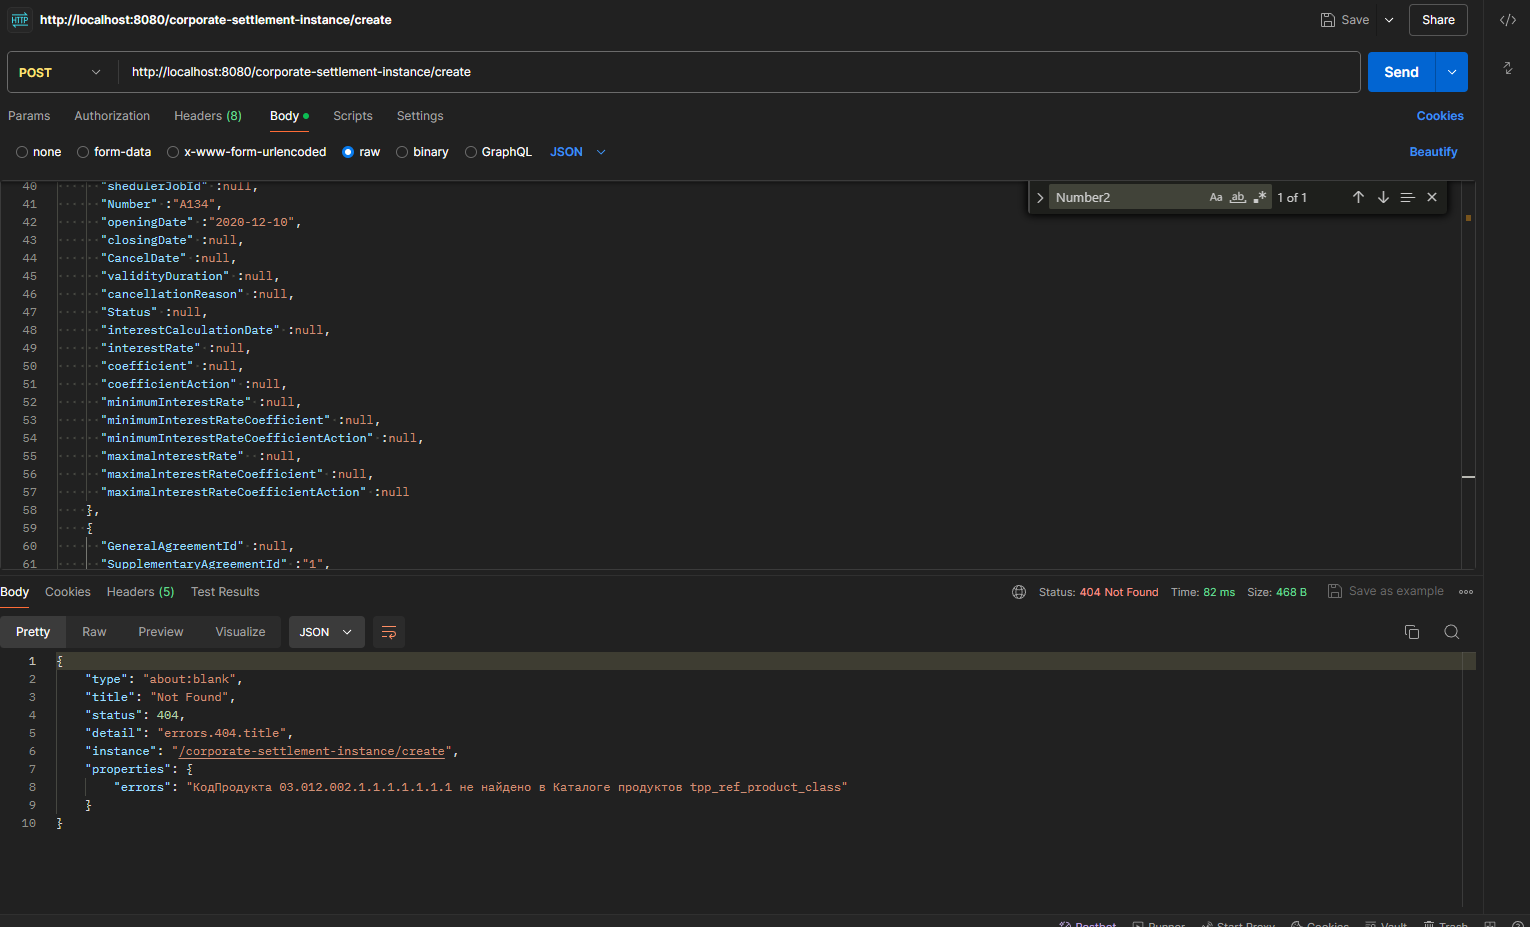 HTTP http://localhost:8080/corporate-settlement-instance/create Save Share </>
POST http://localhost:8080/corporate-settlement-instance/create Send
Params Authorization Headers (8) Body Scripts Settings Cookies
none form-data x-www-form-urlencoded raw binary GraphQL JSON Beautify
Number2 Aa ab .* 1 of 1
40 "shedulerJobId" :null,
41 "Number" :"A134",
42 "openingDate" :"2020-12-10",
43 "closingDate" :null,
44 "CancelDate" :null,
45 "validityDuration" :null,
46 "cancellationReason" :null,
47 "Status" :null,
48 "interestCalculationDate" :null,
49 "interestRate" :null,
50 "coefficient" :null,
51 "coefficientAction" :null,
52 "minimumInterestRate" :null,
53 "minimumInterestRateCoefficient" :null,
54 "minimumInterestRateCoefficientAction" :null,
55 "maximalnterestRate" :null,
56 "maximalnterestRateCoefficient" :null,
57 "maximalnterestRateCoefficientAction" :null
58 },
59 {
60 "GeneralAgreementId" :null,
61 "SupplementaryAgreementId" :"1",
Body Cookies Headers (5) Test Results Status: 404 Not Found Time: 82 ms Size: 468 B Save as example
Pretty Raw Preview Visualize JSON
1 {
2 "type": "about:blank",
3 "title": "Not Found",
4 "status": 404,
5 "detail": "errors.404.title",
6 "instance": "/corporate-settlement-instance/create",
7 "properties": {
8 "errors": "КодПродукта 03.012.002.1.1.1.1.1.1.1 не найдено в Каталоге продуктов tpp_ref_product_class"
9 }
10 }
Postbot Runner Start Proxy Cookies Vault Trash